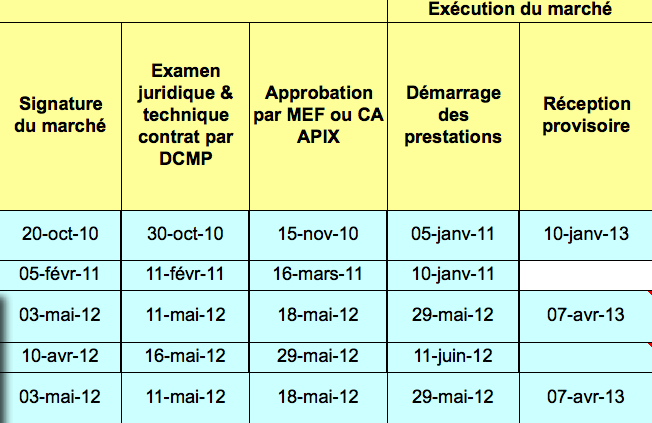 Exécution du marché
Signature
du marché
Examen
juridique &
technique
contrat par
DCMP
Approbation
par MEF ou CA
APIX
Démarrage
des
prestations
Réception
provisoire
20-oct-10 30-oct-10 15-nov-10 05-janv-11 10-janv-13
05-févr-11 11-févr-11 16-mars-11 10-janv-11
03-mai-12 11-mai-12 18-mai-12 29-mai-12 07-avr-13
10-avr-12 16-mai-12 29-mai-12 11-juin-12
03-mai-12 11-mai-12 18-mai-12 29-mai-12 07-avr-13